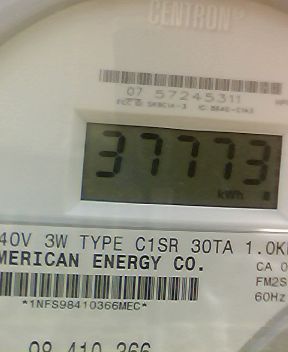 CENTRON®
07 57245311
37773
kWh
40V 3W TYPE C1SR 30TA 1.0K
MERICAN ENERGY CO.
CA 0
FM2S
60Hz
*1NFS98410366MEC*
98 410 366